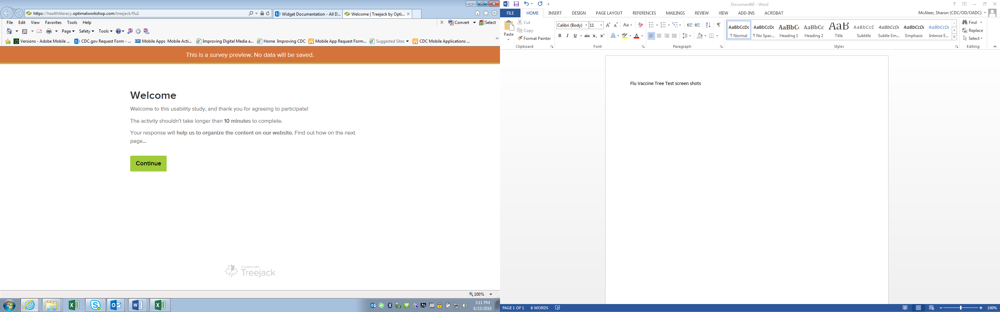 https://healthliteracy.optimalworkshop.com/treejack/flu1
Widget Documentation - All D...
Welcome | Treejack by Opti...
File Edit View Favorites Tools Help
Convert Select
Page Safety Tools
Versions - Adobe Mobile ... CDC.gov Request Form - ... Mobile Apps Mobile Acti... Improving Digital Media a... Home Improving CDC Mobile App Request Form... Suggested Sites CDC Mobile Applications ...
This is a survey preview. No data will be saved.
Welcome
Welcome to this usability study, and thank you for agreeing to participate!
The activity shouldn't take longer than 10 minutes to complete.
Your response will help us to organize the content on our website. Find out how on the next
page...
Continue
Created with
Treejack
100%
3:11 PM
6/23/2016
Document60 - Word
FILE HOME INSERT DESIGN PAGE LAYOUT REFERENCES MAILINGS REVIEW VIEW ADD-INS ACROBAT
McAleer, Sharon (CDC/OD/OADC)
Paste
Cut
Copy
Format Painter
Clipboard
Calibri (Body) 11
Aa
B I U abc x₂ x² A A
Font
Paragraph
AaBbCcDc AaBbCcDc AaBbCc AaBbCc AaB AaBbCcD AaBbCcDc AaBbCcDc AaBbCcDc
¶ Normal ¶ No Spac... Heading 1 Heading 2 Title Subtitle Subtle Em... Emphasis Intense E...
Styles
Find
Replace
Select
Editing
Flu Vaccine Tree Test screen shots
PAGE 1 OF 1 6 WORDS
100%